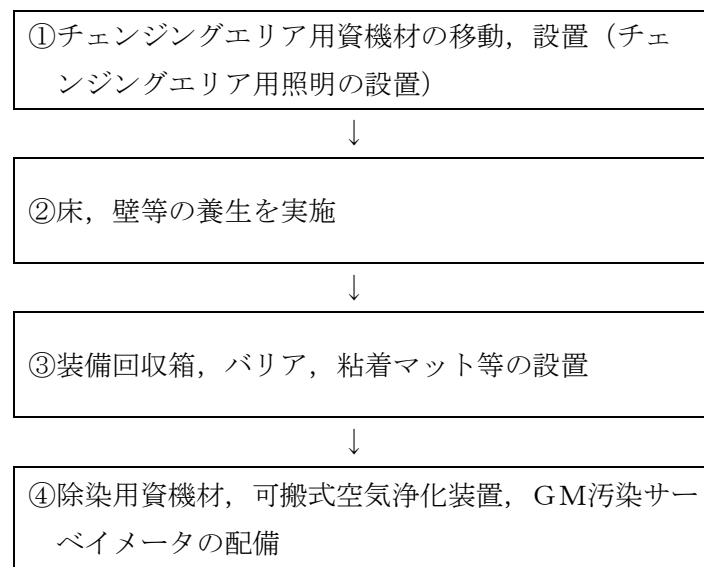 ①チェンジングエリア用資機材の移動，設置（チェ
ンジングエリア用照明の設置）
↓
②床，壁等の養生を実施
↓
③装備回収箱，バリア，粘着マット等の設置
↓
④除染用資機材，可搬式空気浄化装置，ＧＭ汚染サー
ベイメータの配備